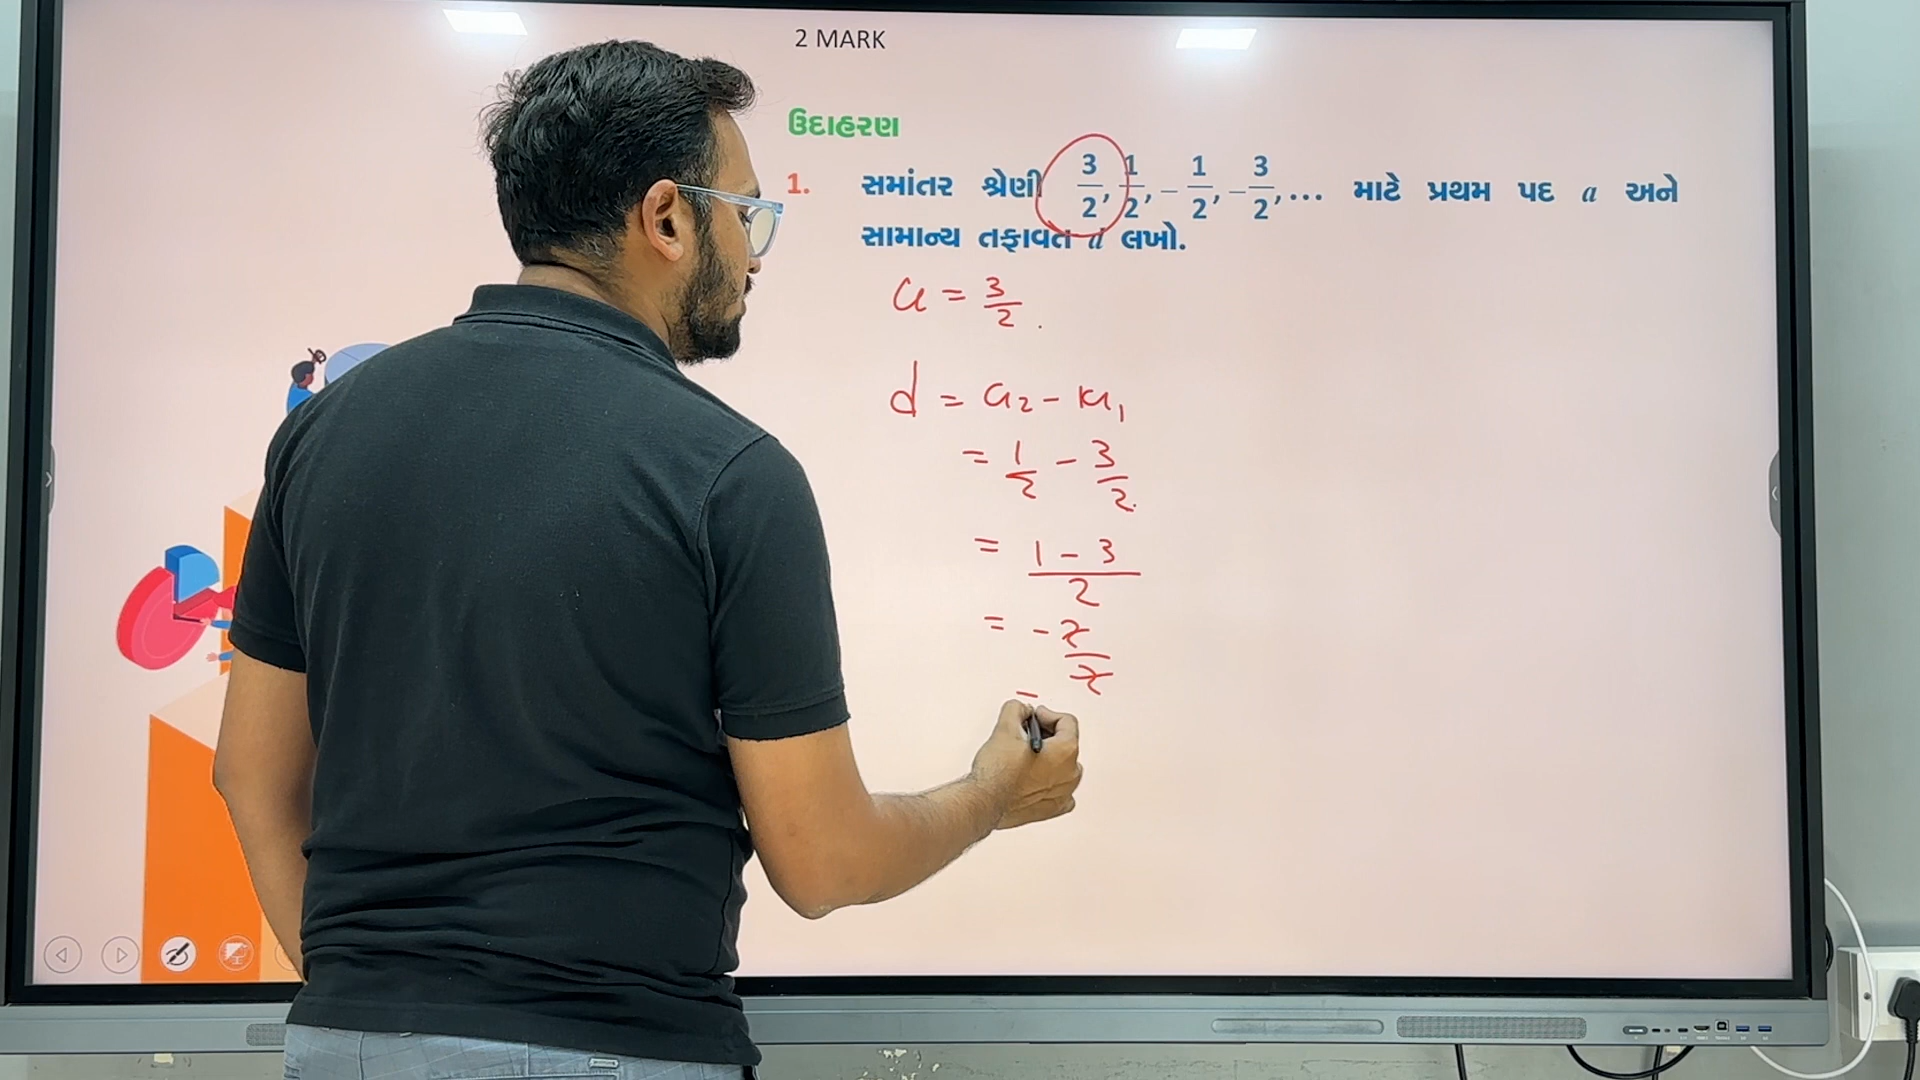 2 MARK
ઉદાહરણ
1. સમાંતર શ્રેણી 3/2, 1/2, -1/2, -3/2, ... માટે પ્રથમ પદ a અને
સામાન્ય તફાવત d લખો.
a = 3/2.
d = a₂ - a₁
= 1/2 - 3/2
= (1 - 3)/2
= -2/2